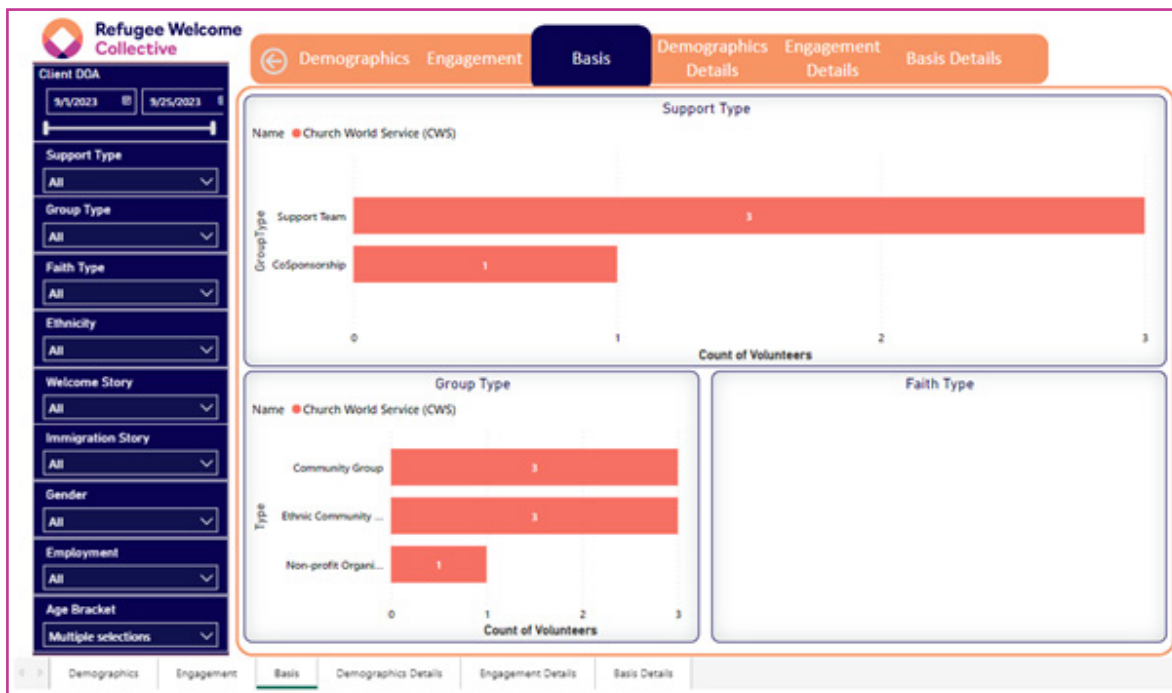 Refugee Welcome
Collective
Demographics
Engagement
Basis
Demographics
Details
Engagement
Details
Basis Details
Client DOA
9/1/2023
9/25/2023
Support Type
All
Group Type
All
Faith Type
All
Ethnicity
All
Welcome Story
All
Immigration Story
All
Gender
All
Employment
All
Age Bracket
Multiple selections
Support Type
Name Church World Service (CWS)
GroupType
Support Team
3
CoSponsorship
1
0 1 2 3
Count of Volunteers
Group Type
Name Church World Service (CWS)
Type
Community Group
3
Ethnic Community ...
3
Non-profit Organi...
1
0 1 2 3
Count of Volunteers
Faith Type
Demographics Engagement Basis Demographics Details Engagement Details Basis Details